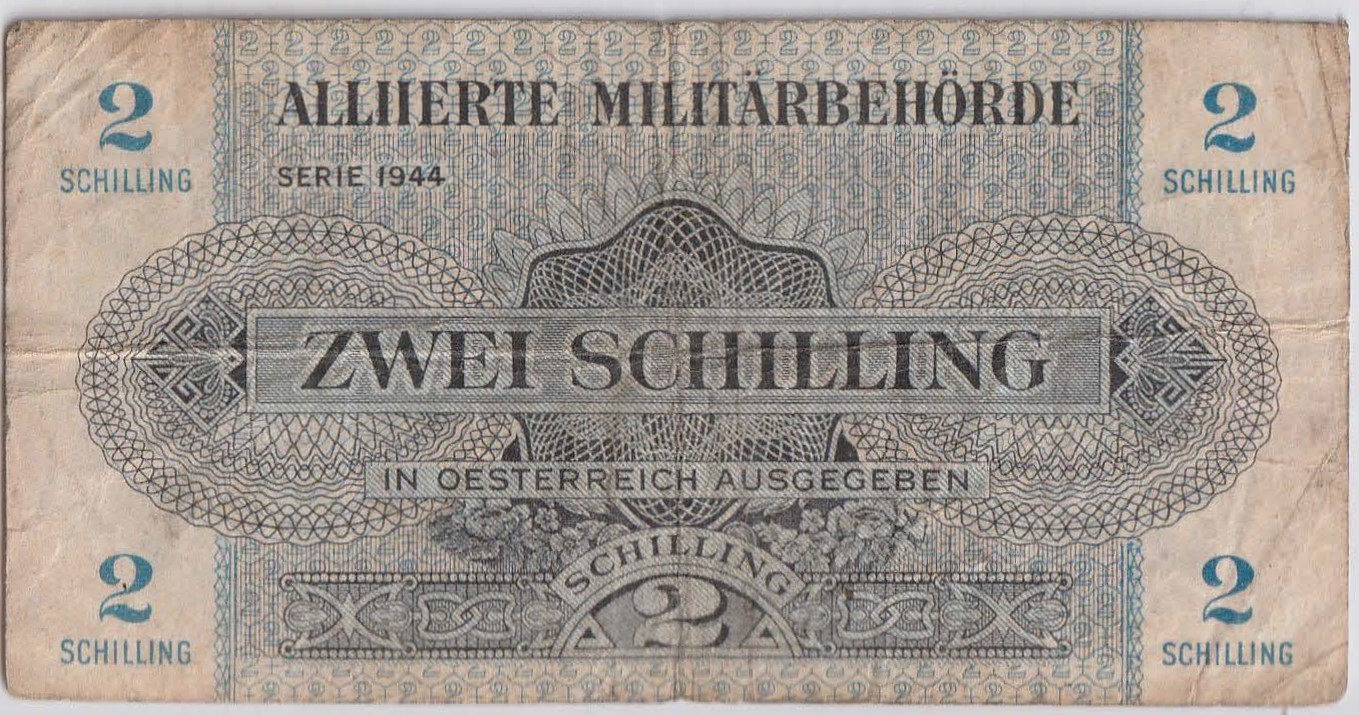 ALLIIERTE MILITÄRBEHÖRDE
2
SCHILLING
2
SCHILLING
SERIE 1944
ZWEI SCHILLING
IN OESTERREICH AUSGEGEBEN
SCHILLING
2
2
SCHILLING
2
SCHILLING